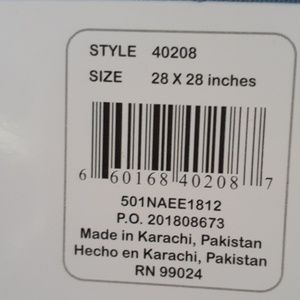 STYLE 40208
SIZE 28 X 28 inches
6 60168 40208 7
501NAEE1812
P.O. 201808673
Made in Karachi, Pakistan
Hecho en Karachi, Pakistan
RN 99024